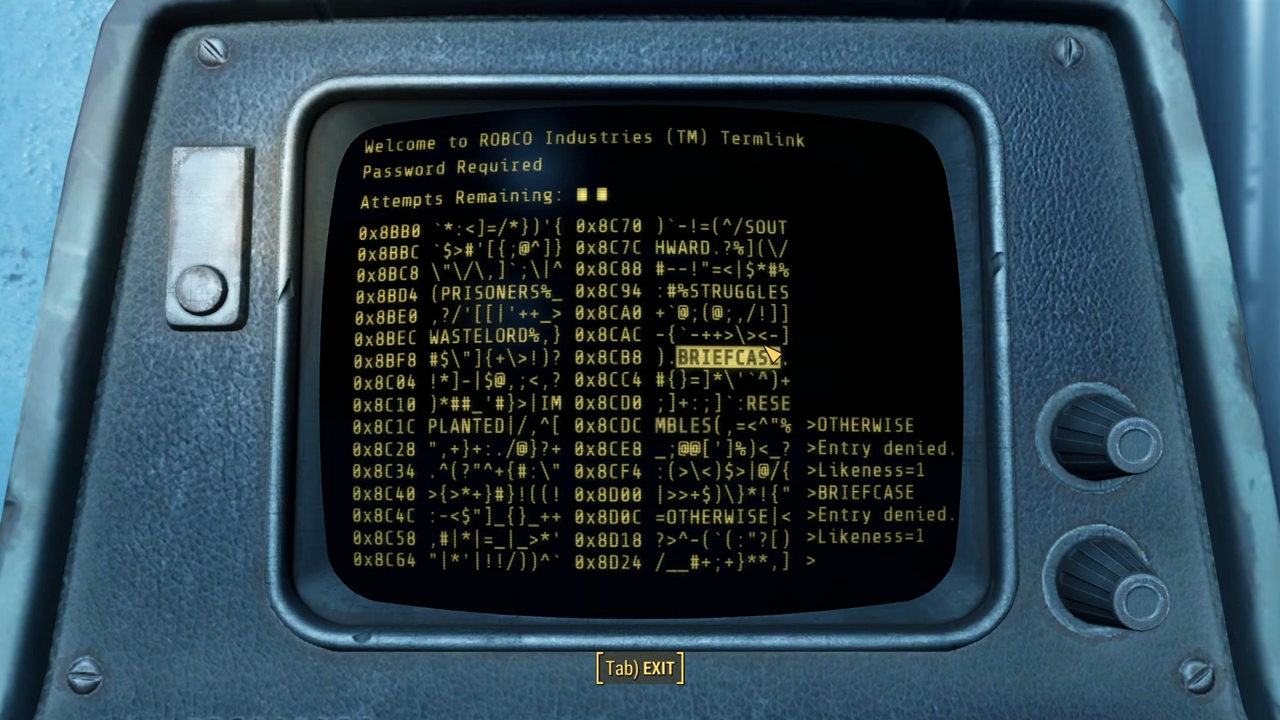 Welcome to ROBCO Industries (TM) Termlink
Password Required
Attempts Remaining: ■ ■
0x8BB0 `*:<]=/*})'{ 0x8C70 )`-!=(^/SOUT
0x8BBC `$>#'[{;@^]} 0x8C7C HWARD.?%](\/
0x8BC8 \"\/\,]`;\|^ 0x8C88 #--!"=<|$*#%
0x8BD4 (PRISONERS%_ 0x8C94 :#%STRUGGLES
0x8BE0 ,?/'[[|'++_> 0x8CA0 +`@;(@;,/!]]
0x8BEC WASTELORD%,} 0x8CAC -{`-++>\><-]
0x8BF8 #$\"]{+\>!)? 0x8CB8 ).BRIEFCASE.
0x8C04 !*]-|$@,;<,? 0x8CC4 #{}=]*\'`^)+
0x8C10 )*##_'#}>|IM 0x8CD0 ;]+:;]`:RESE
0x8C1C PLANTED|/,^[ 0x8CDC MBLES(,=<^"% >OTHERWISE
0x8C28 ",+}+:./@}?+ 0x8CE8 _;@@[']%)<_? >Entry denied.
0x8C34 .^(?"^+{#:\" 0x8CF4 :(>\<)$>|@/{ >Likeness=1
0x8C40 >{>*+}#}!((! 0x8D00 |>>+$)\}*!{" >BRIEFCASE
0x8C4C :-<$"]_{}_++ 0x8D0C =OTHERWISE|< >Entry denied.
0x8C58 ,#|*|=_|_>*' 0x8D18 ?>^-(`(:"?[) >Likeness=1
0x8C64 "|*'|!!/))^` 0x8D24 /__#+;+}**,] >
[Tab) EXIT]